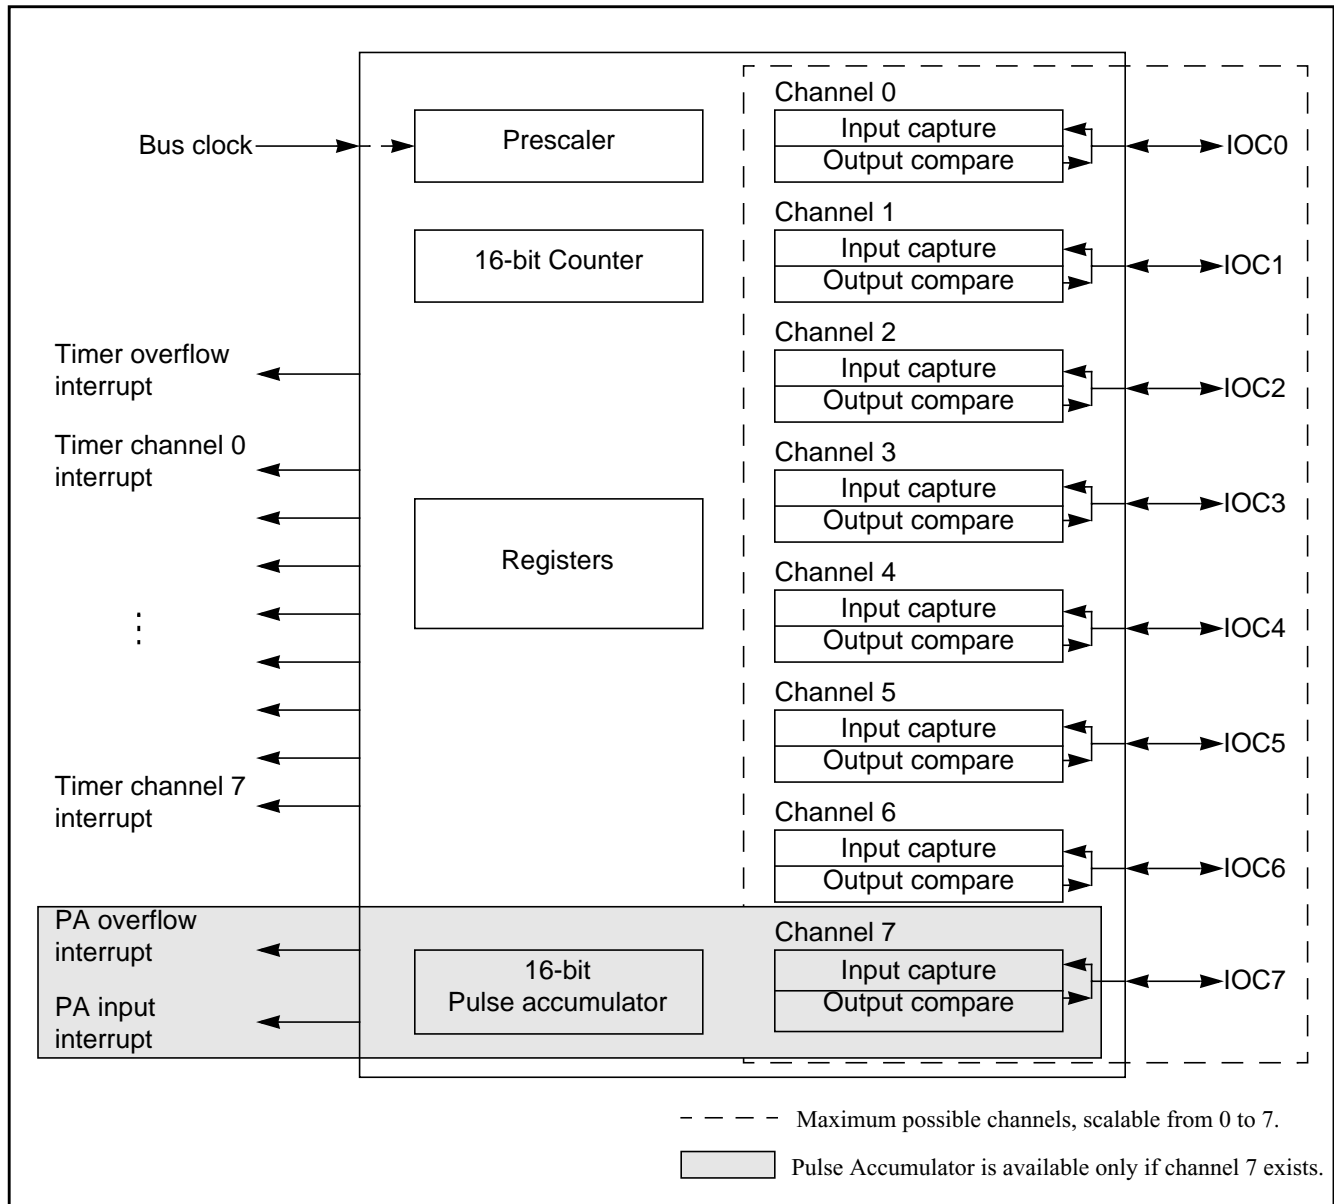 Channel 0
Input capture
Output compare
Bus clock
Prescaler
IOC0
Channel 1
16-bit Counter
Input capture
Output compare
IOC1
Timer overflow
interrupt
Channel 2
Input capture
Output compare
IOC2
Timer channel 0
interrupt
Channel 3
Input capture
Output compare
IOC3
Registers
Channel 4
Input capture
Output compare
IOC4
Channel 5
Input capture
Output compare
IOC5
Timer channel 7
interrupt
Channel 6
Input capture
Output compare
IOC6
PA overflow
interrupt
PA input
interrupt
16-bit
Pulse accumulator
Channel 7
Input capture
Output compare
IOC7
Maximum possible channels, scalable from 0 to 7.
Pulse Accumulator is available only if channel 7 exists.